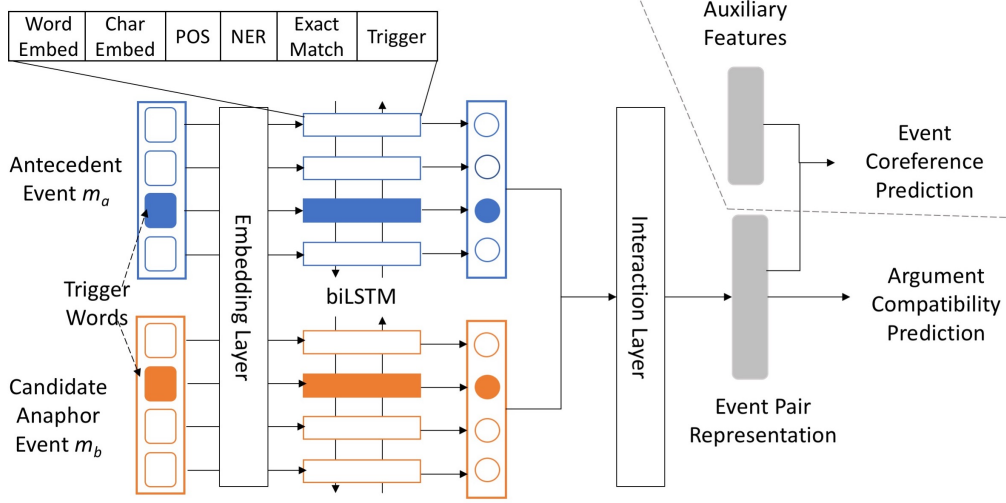 Word
Embed
Char
Embed
POS
NER
Exact
Match
Trigger
Auxiliary
Features
Antecedent
Event mₐ
Trigger
Words
Candidate
Anaphor
Event m_b
Embedding Layer
biLSTM
Interaction Layer
Event
Coreference
Prediction
Argument
Compatibility
Prediction
Event Pair
Representation